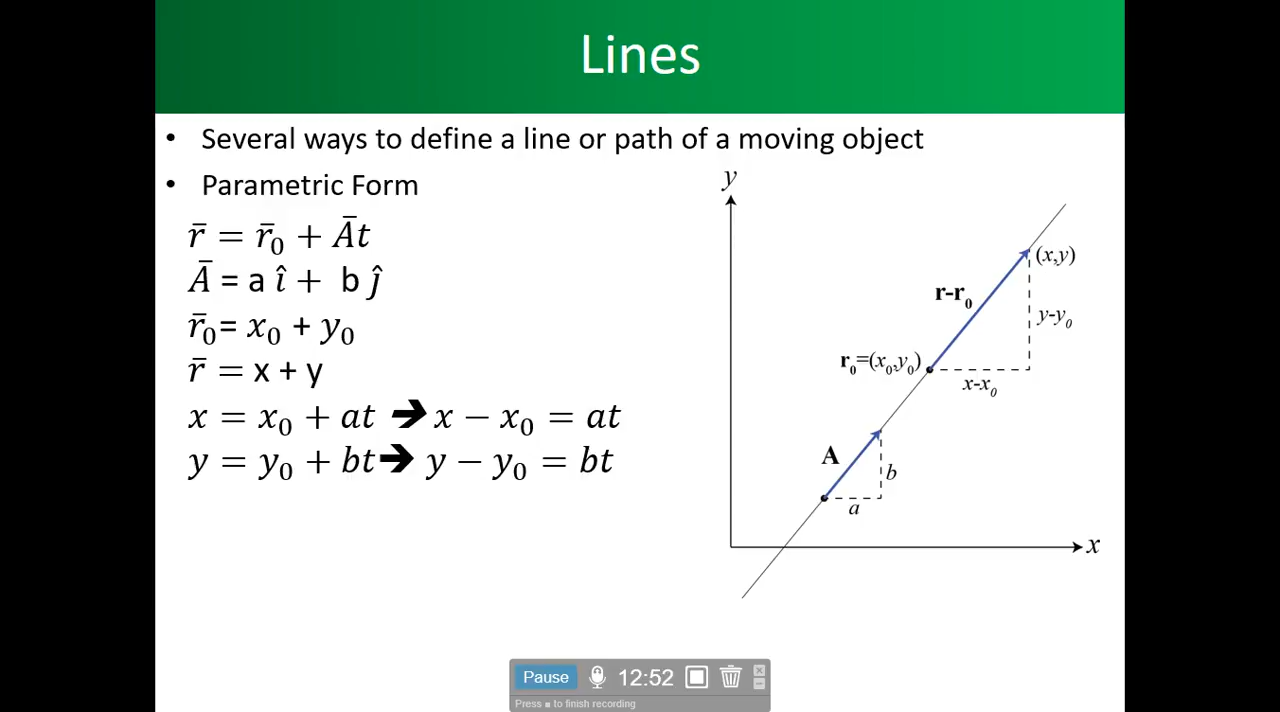 Lines
• Several ways to define a line or path of a moving object
• Parametric Form
r̄ = r̄₀ + Āt
Ā = a î + b ĵ
r̄₀= x₀ + y₀
r̄ = x + y
x = x₀ + at ➔ x − x₀ = at
y = y₀ + bt➔ y − y₀ = bt
y
(x,y)
r-r₀
y-y₀
r₀=(x₀,y₀)
x-x₀
A
b
a
x
Pause 12:52
Press ■ to finish recording